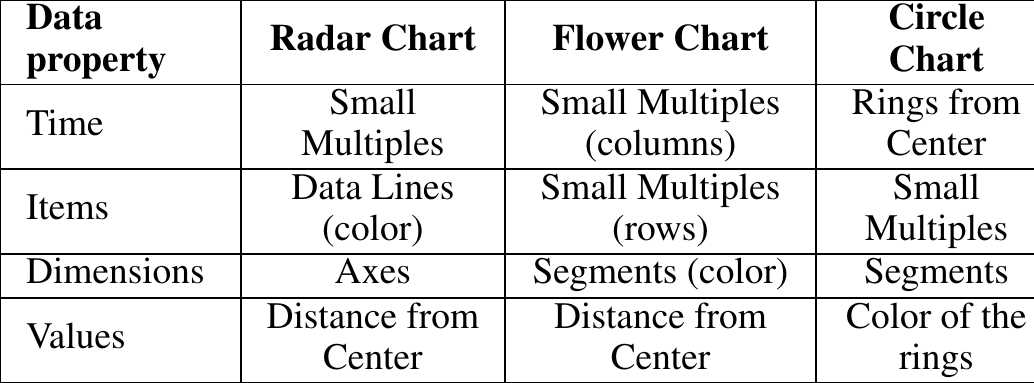 Data property | Radar Chart | Flower Chart | Circle Chart
Time | Small Multiples | Small Multiples (columns) | Rings from Center
Items | Data Lines (color) | Small Multiples (rows) | Small Multiples
Dimensions | Axes | Segments (color) | Segments
Values | Distance from Center | Distance from Center | Color of the rings